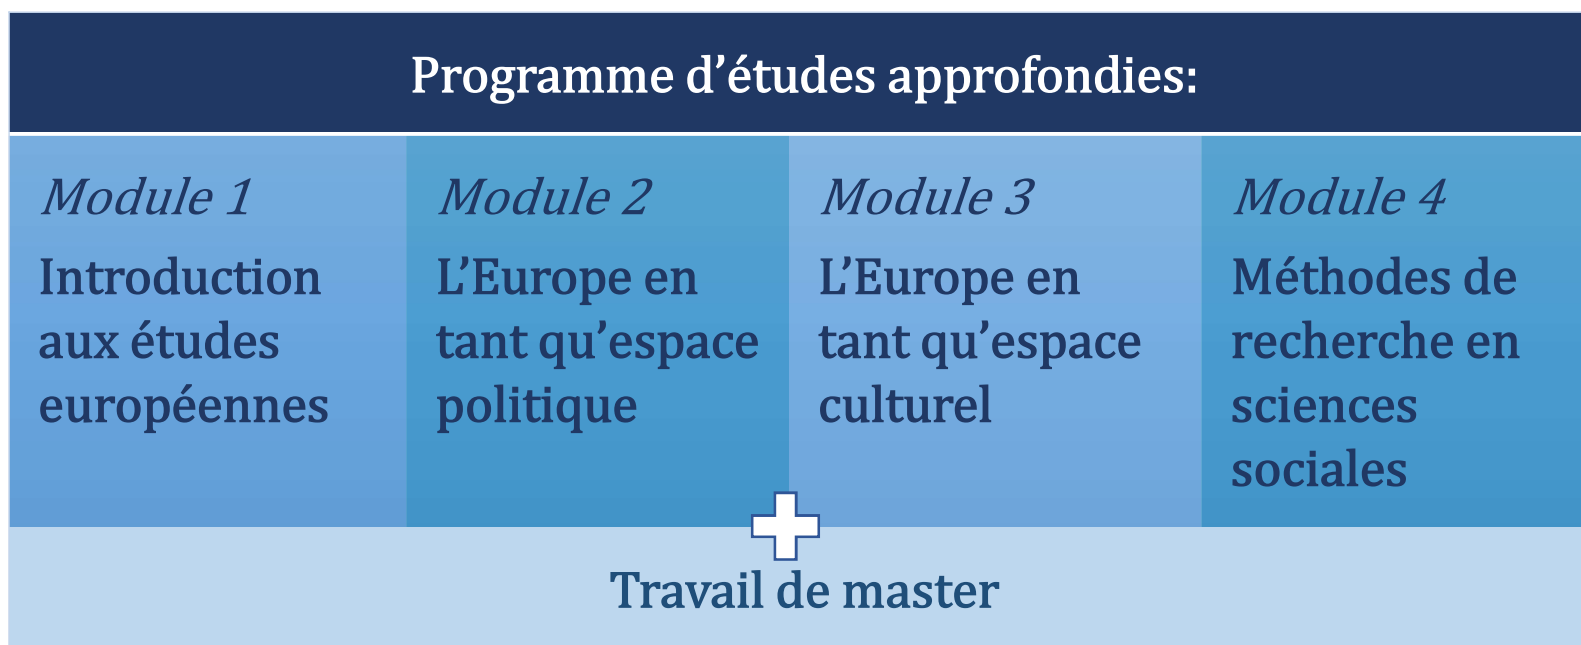 Programme d’études approfondies:
Module 1
Introduction
aux études
européennes
Module 2
L’Europe en
tant qu’espace
politique
Module 3
L’Europe en
tant qu’espace
culturel
Module 4
Méthodes de
recherche en
sciences
sociales
Travail de master